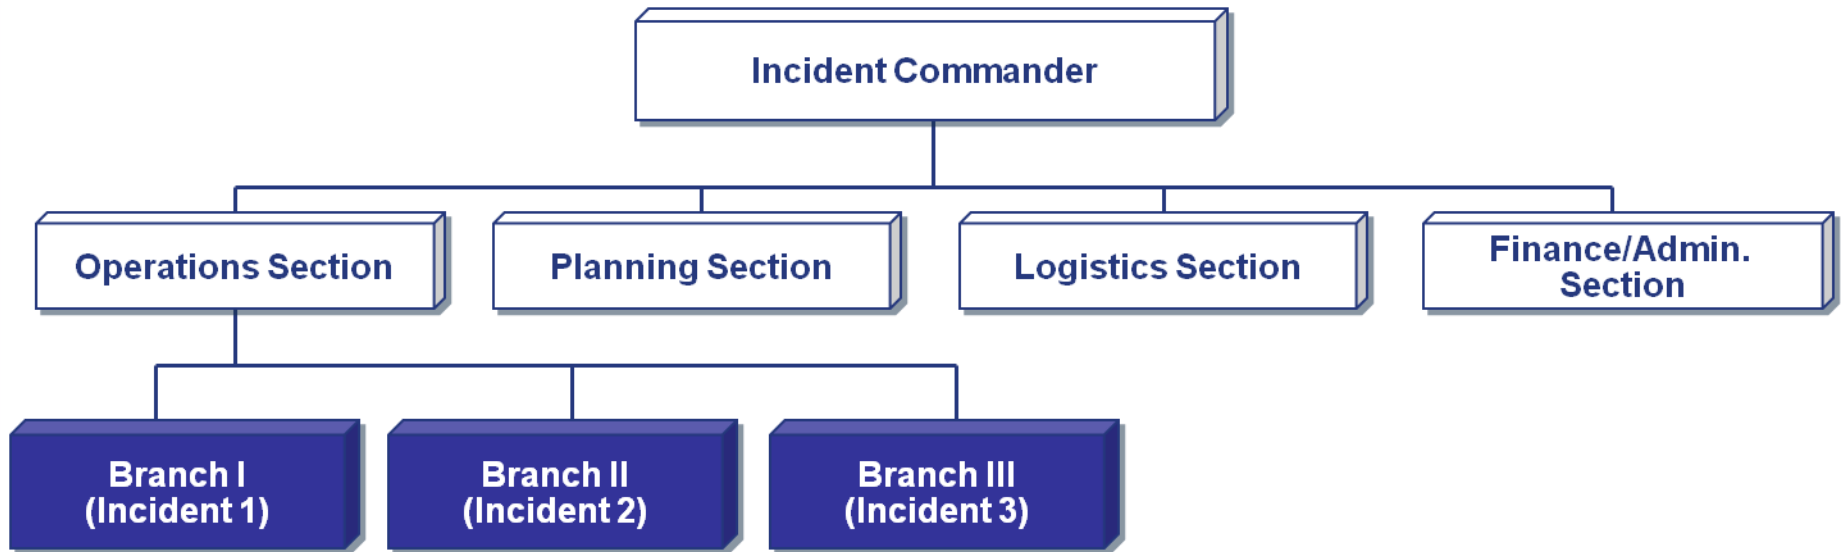 Incident Commander
Operations Section
Planning Section
Logistics Section
Finance/Admin.
Section
Branch I
(Incident 1)
Branch II
(Incident 2)
Branch III
(Incident 3)